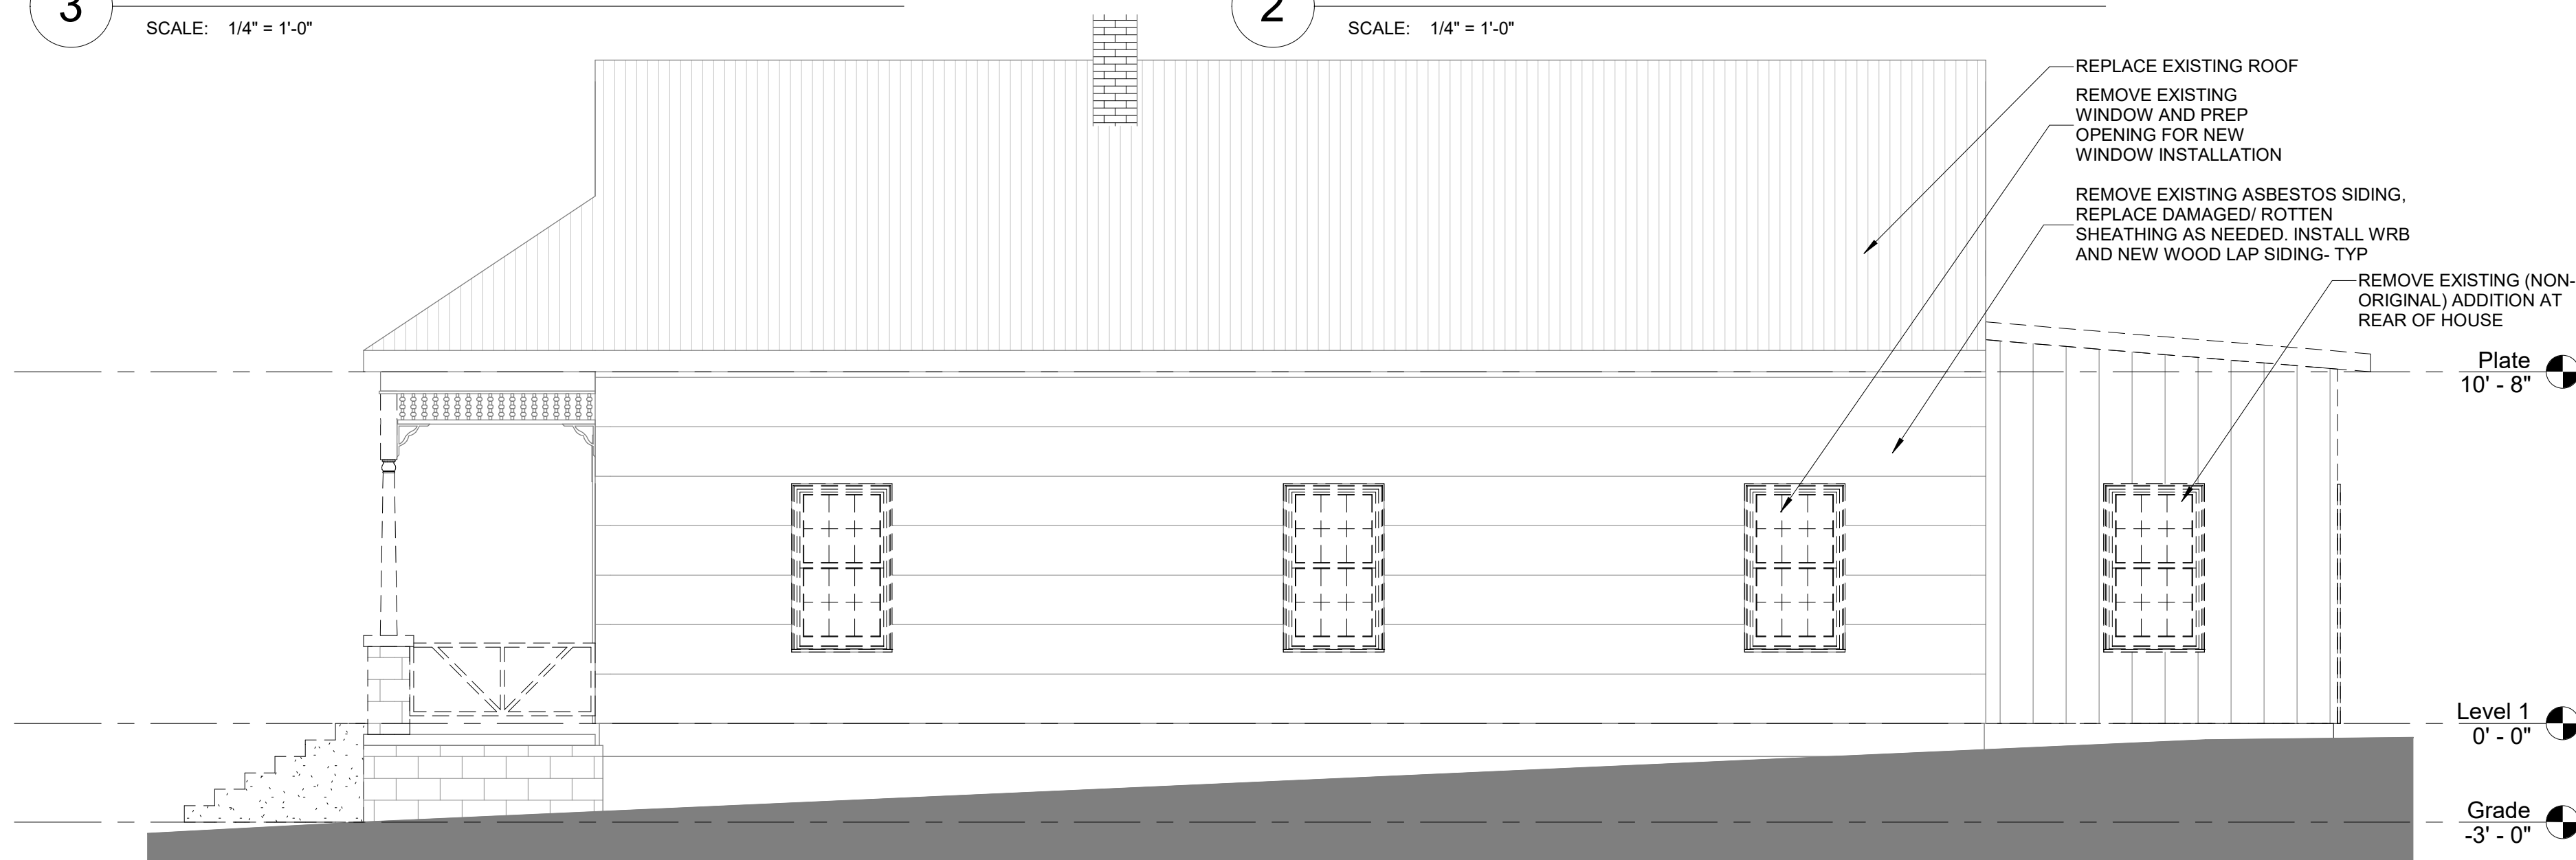 3
SCALE: 1/4" = 1'-0"
2
SCALE: 1/4" = 1'-0"
REPLACE EXISTING ROOF
REMOVE EXISTING
WINDOW AND PREP
OPENING FOR NEW
WINDOW INSTALLATION
REMOVE EXISTING ASBESTOS SIDING,
REPLACE DAMAGED/ ROTTEN
SHEATHING AS NEEDED. INSTALL WRB
AND NEW WOOD LAP SIDING- TYP
REMOVE EXISTING (NON-
ORIGINAL) ADDITION AT
REAR OF HOUSE
Plate
10' - 8"
Level 1
0' - 0"
Grade
-3' - 0"